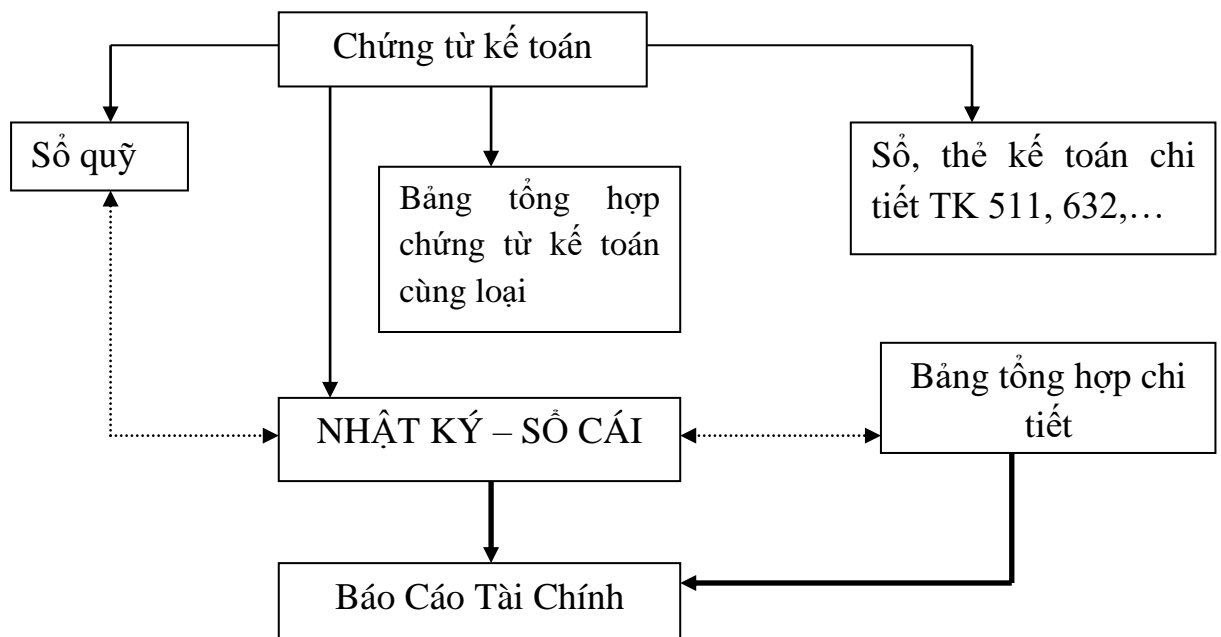 Chứng từ kế toán
Sổ quỹ
Bảng tổng hợp
chứng từ kế toán
cùng loại
Sổ, thẻ kế toán chi
tiết TK 511, 632,…
Bảng tổng hợp chi
tiết
NHẬT KÝ – SỔ CÁI
Báo Cáo Tài Chính